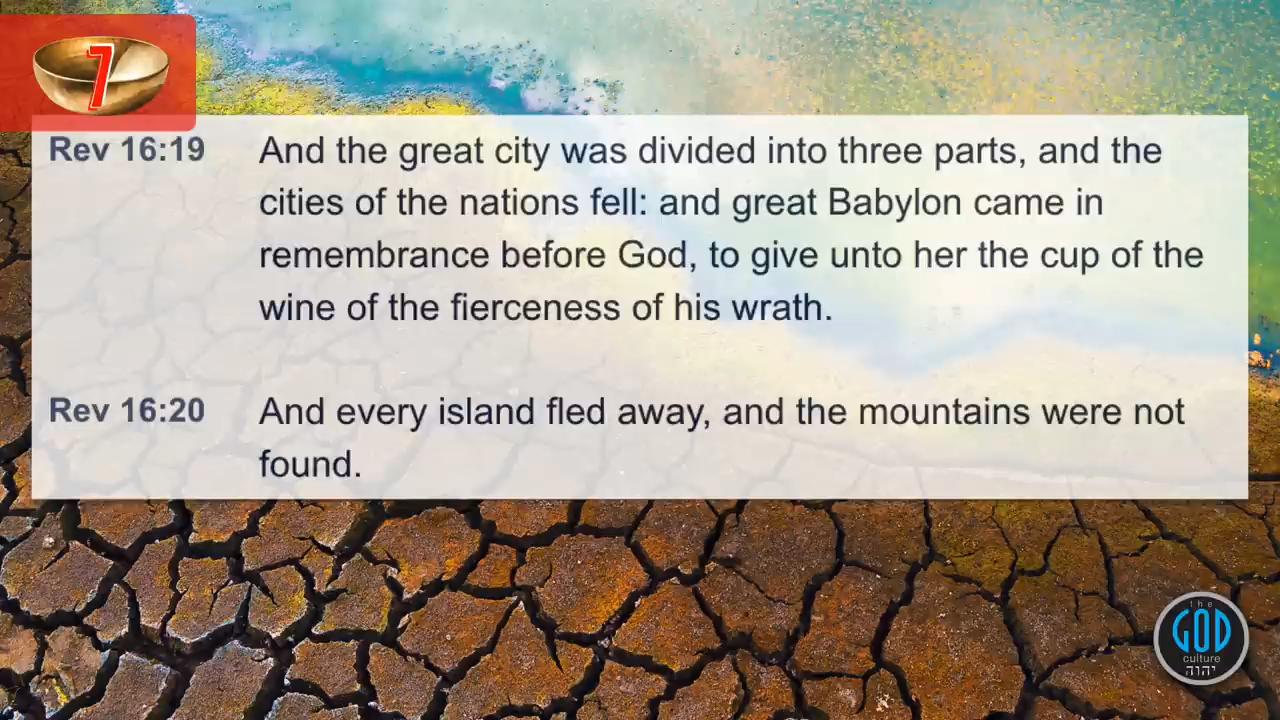 7
Rev 16:19 And the great city was divided into three parts, and the
cities of the nations fell: and great Babylon came in
remembrance before God, to give unto her the cup of the
wine of the fierceness of his wrath.
Rev 16:20 And every island fled away, and the mountains were not
found.
the
GOD
culture
יהוה